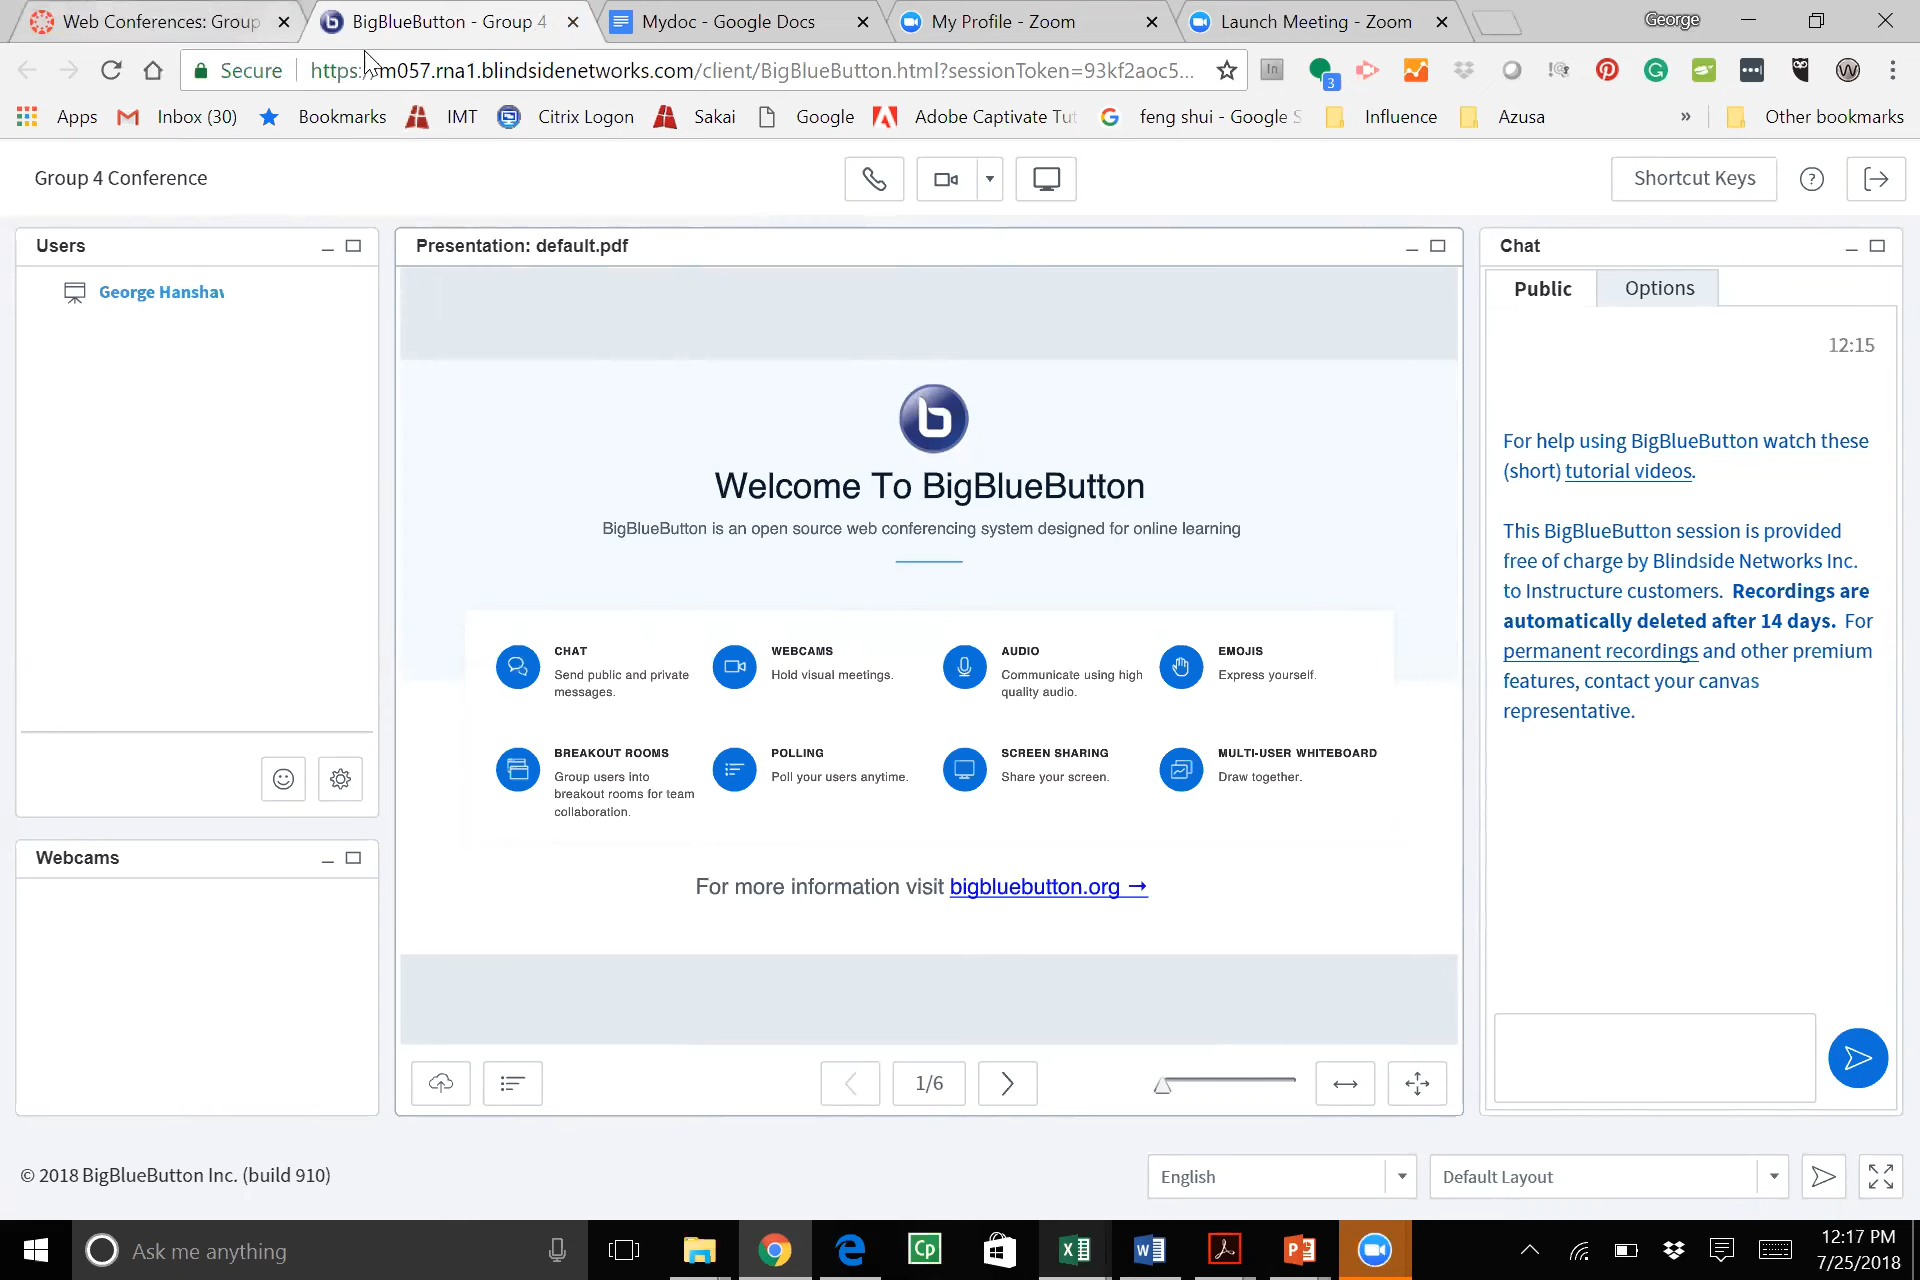 Web Conferences: Group
BigBlueButton - Group 4
Mydoc - Google Docs
My Profile - Zoom
Launch Meeting - Zoom
George
Secure
https://m057.rna1.blindsidenetworks.com/client/BigBlueButton.html?sessionToken=93kf2aoc5...
In
3
Apps
Inbox (30)
Bookmarks
IMT
Citrix Logon
Sakai
Google
Adobe Captivate Tut
feng shui - Google S
Influence
Azusa
»
Other bookmarks
Group 4 Conference
Shortcut Keys
?
Users
Presentation: default.pdf
Chat
George Hanshaw
Public
Options
12:15
Welcome To BigBlueButton
BigBlueButton is an open source web conferencing system designed for online learning
For help using BigBlueButton watch these
(short) tutorial videos.
This BigBlueButton session is provided
free of charge by Blindside Networks Inc.
to Instructure customers. Recordings are
automatically deleted after 14 days. For
permanent recordings and other premium
features, contact your canvas
representative.
CHAT
Send public and private
messages.
WEBCAMS
Hold visual meetings.
AUDIO
Communicate using high
quality audio.
EMOJIS
Express yourself.
BREAKOUT ROOMS
Group users into
breakout rooms for team
collaboration.
POLLING
Poll your users anytime.
SCREEN SHARING
Share your screen.
MULTI-USER WHITEBOARD
Draw together.
For more information visit bigbluebutton.org →
Webcams
1/6
© 2018 BigBlueButton Inc. (build 910)
English
Default Layout
Ask me anything
Cp
12:17 PM
7/25/2018